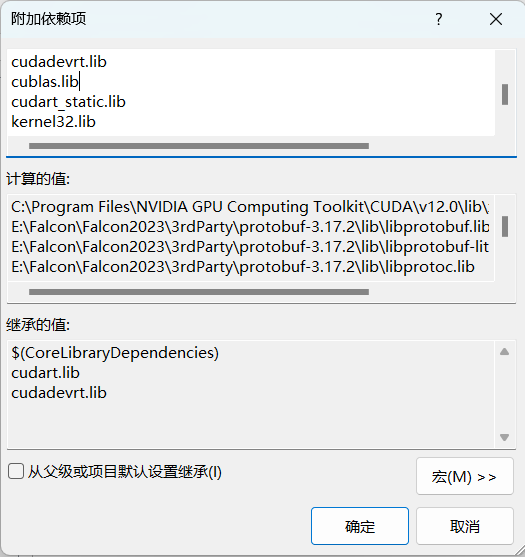 附加依赖项
cudadevrt.lib
cublas.lib
cudart_static.lib
kernel32.lib
计算的值:
C:\Program Files\NVIDIA GPU Computing Toolkit\CUDA\v12.0\lib\
E:\Falcon\Falcon2023\3rdParty\protobuf-3.17.2\lib\libprotobuf.lib
E:\Falcon\Falcon2023\3rdParty\protobuf-3.17.2\lib\libprotobuf-lit
E:\Falcon\Falcon2023\3rdParty\protobuf-3.17.2\lib\libprotoc.lib
继承的值:
$(CoreLibraryDependencies)
cudart.lib
cudadevrt.lib
从父级或项目默认设置继承(I)
宏(M) >>
确定
取消